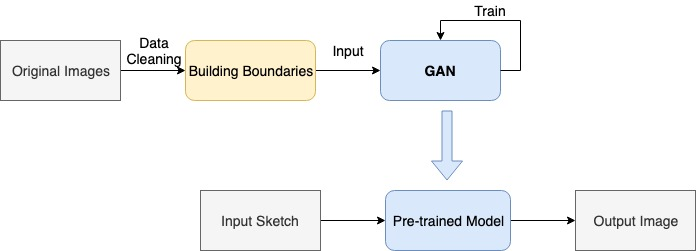 Train
Data
Cleaning
Input
Original Images
Building Boundaries
GAN
Input Sketch
Pre-trained Model
Output Image